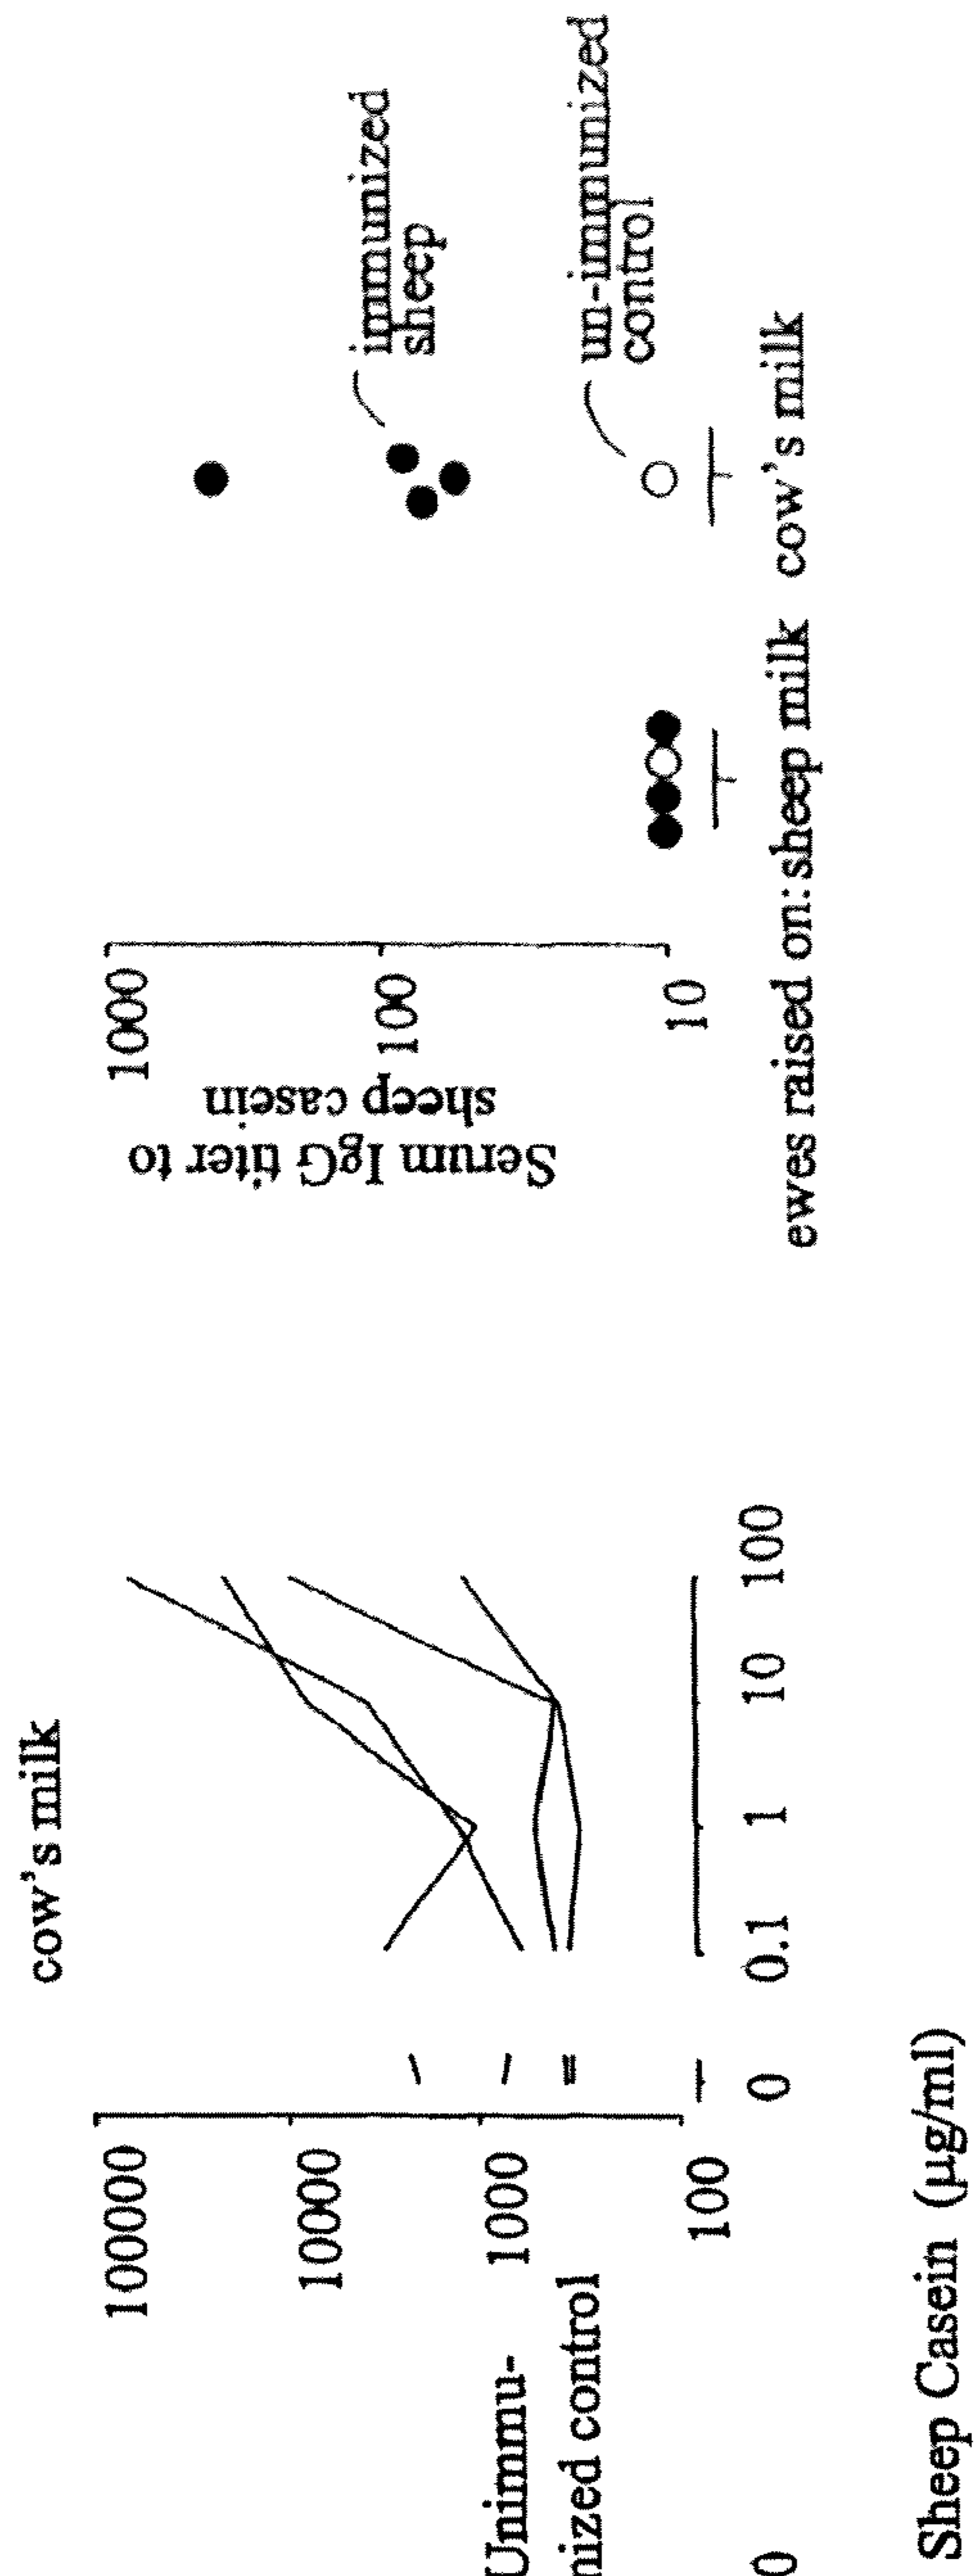 cow's milk
100000
10000
1000
100
Unimmu-
nized control
0
0
0.1
1
10
100
Sheep Casein (µg/ml)
Serum IgG titer to
sheep casein
1000
100
10
immunized
sheep
un-immunized
control
ewes raised on: sheep milk cow's milk